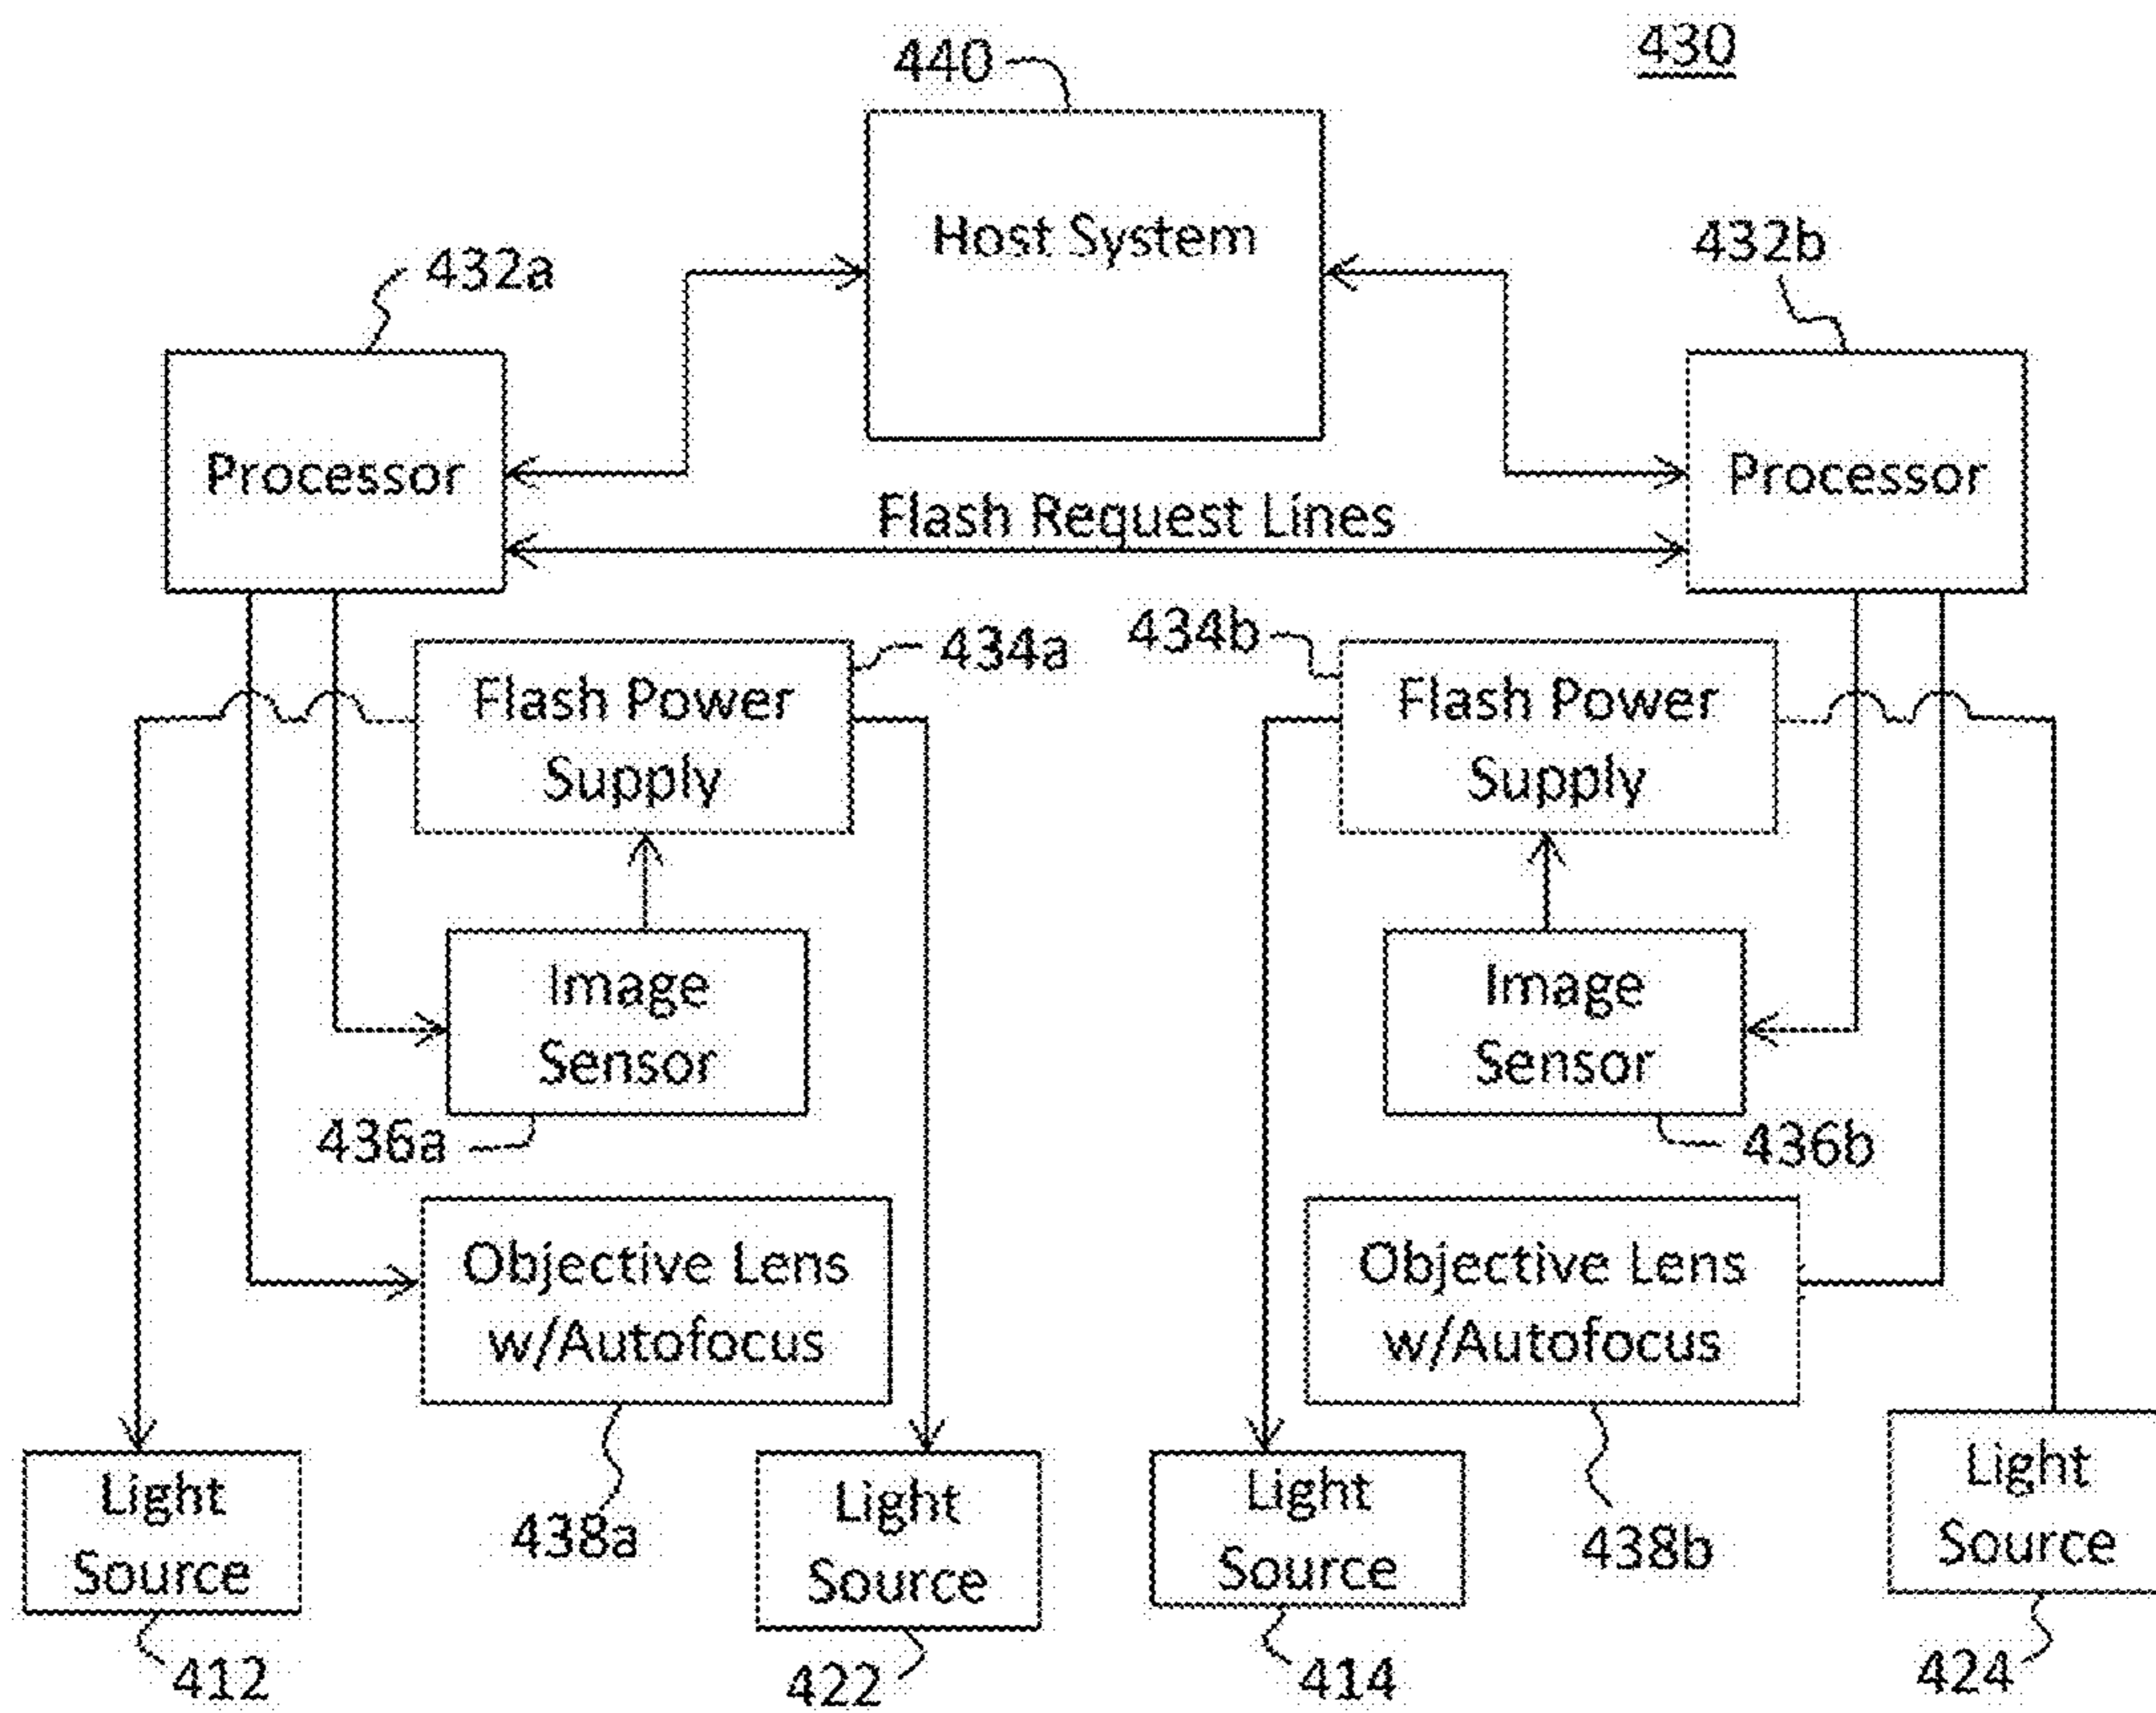 430
440
Host System
432a
432b
Processor
Processor
Flash Request Lines
434a
434b
Flash Power
Supply
Flash Power
Supply
Image
Sensor
Image
Sensor
436a
436b
Objective Lens
w/Autofocus
Objective Lens
w/Autofocus
Light
Source
438a
Light
Source
Light
Source
438b
Light
Source
412
422
414
424